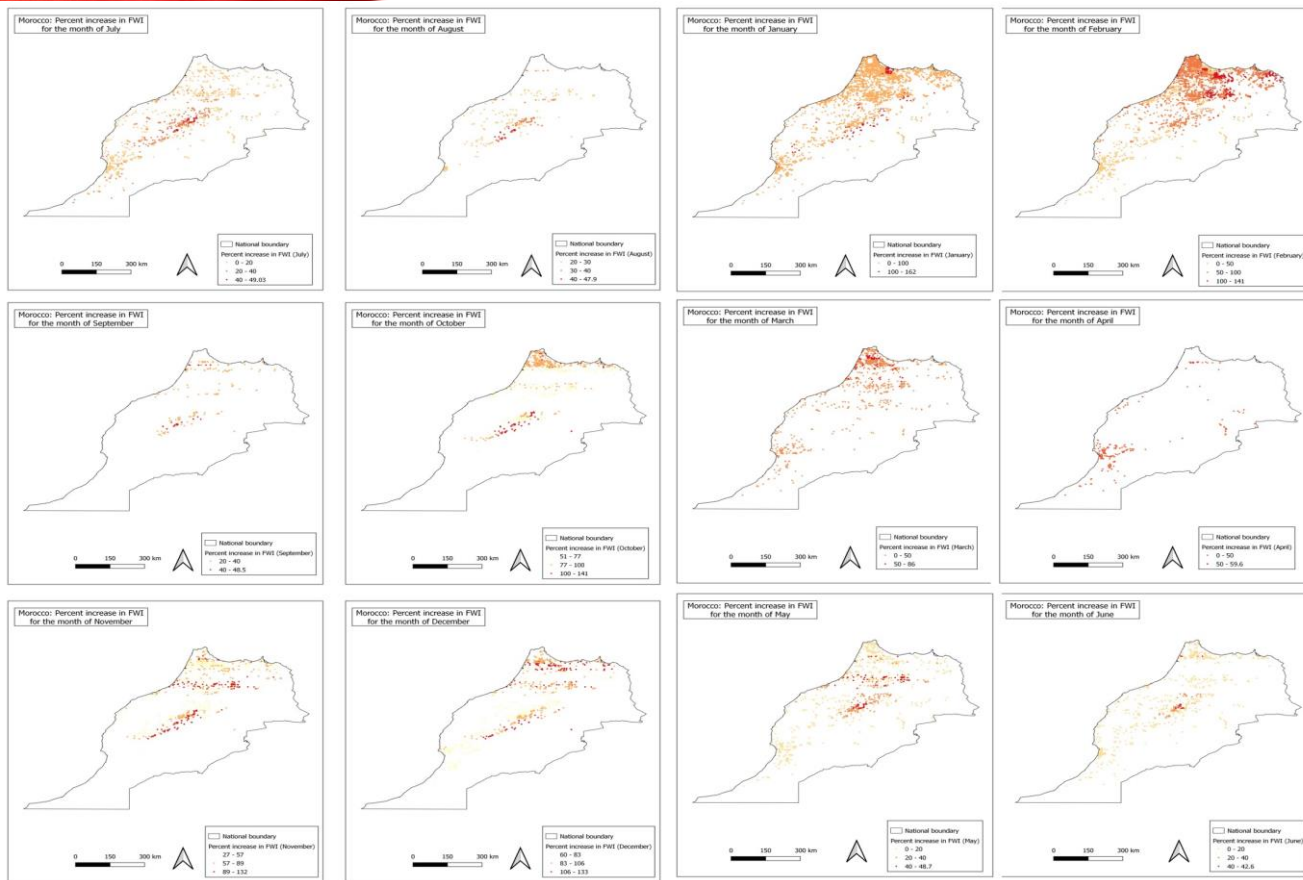 Morocco: Percent increase in FWI
for the month of July
0 150 300 km
National boundary
Percent increase in FWI (July)
0 - 20
20 - 40
40 - 49.03
Morocco: Percent increase in FWI
for the month of August
0 150 300 km
National boundary
Percent increase in FWI (August)
20 - 30
30 - 40
40 - 47.9
Morocco: Percent increase in FWI
for the month of January
0 150 300 km
National boundary
Percent increase in FWI (January)
0 - 100
100 - 162
Morocco: Percent increase in FWI
for the month of February
0 150 300 km
National boundary
Percent increase in FWI (February)
0 - 50
50 - 100
100 - 141
Morocco: Percent increase in FWI
for the month of September
0 150 300 km
National boundary
Percent increase in FWI (September)
20 - 40
40 - 48.5
Morocco: Percent increase in FWI
for the month of October
0 150 300 km
National boundary
Percent increase in FWI (October)
51 - 77
77 - 100
100 - 141
Morocco: Percent increase in FWI
for the month of March
0 150 300 km
National boundary
Percent increase in FWI (March)
0 - 50
50 - 86
Morocco: Percent increase in FWI
for the month of April
0 150 300 km
National boundary
Percent increase in FWI (April)
0 - 50
50 - 59.6
Morocco: Percent increase in FWI
for the month of November
0 150 300 km
National boundary
Percent increase in FWI (November)
27 - 57
57 - 89
89 - 132
Morocco: Percent increase in FWI
for the month of December
0 150 300 km
National boundary
Percent increase in FWI (December)
60 - 83
83 - 106
106 - 133
Morocco: Percent increase in FWI
for the month of May
0 150 300 km
National boundary
Percent increase in FWI (May)
0 - 20
20 - 40
40 - 48.7
Morocco: Percent increase in FWI
for the month of June
0 150 300 km
National boundary
Percent increase in FWI (June)
0 - 20
20 - 40
40 - 42.6